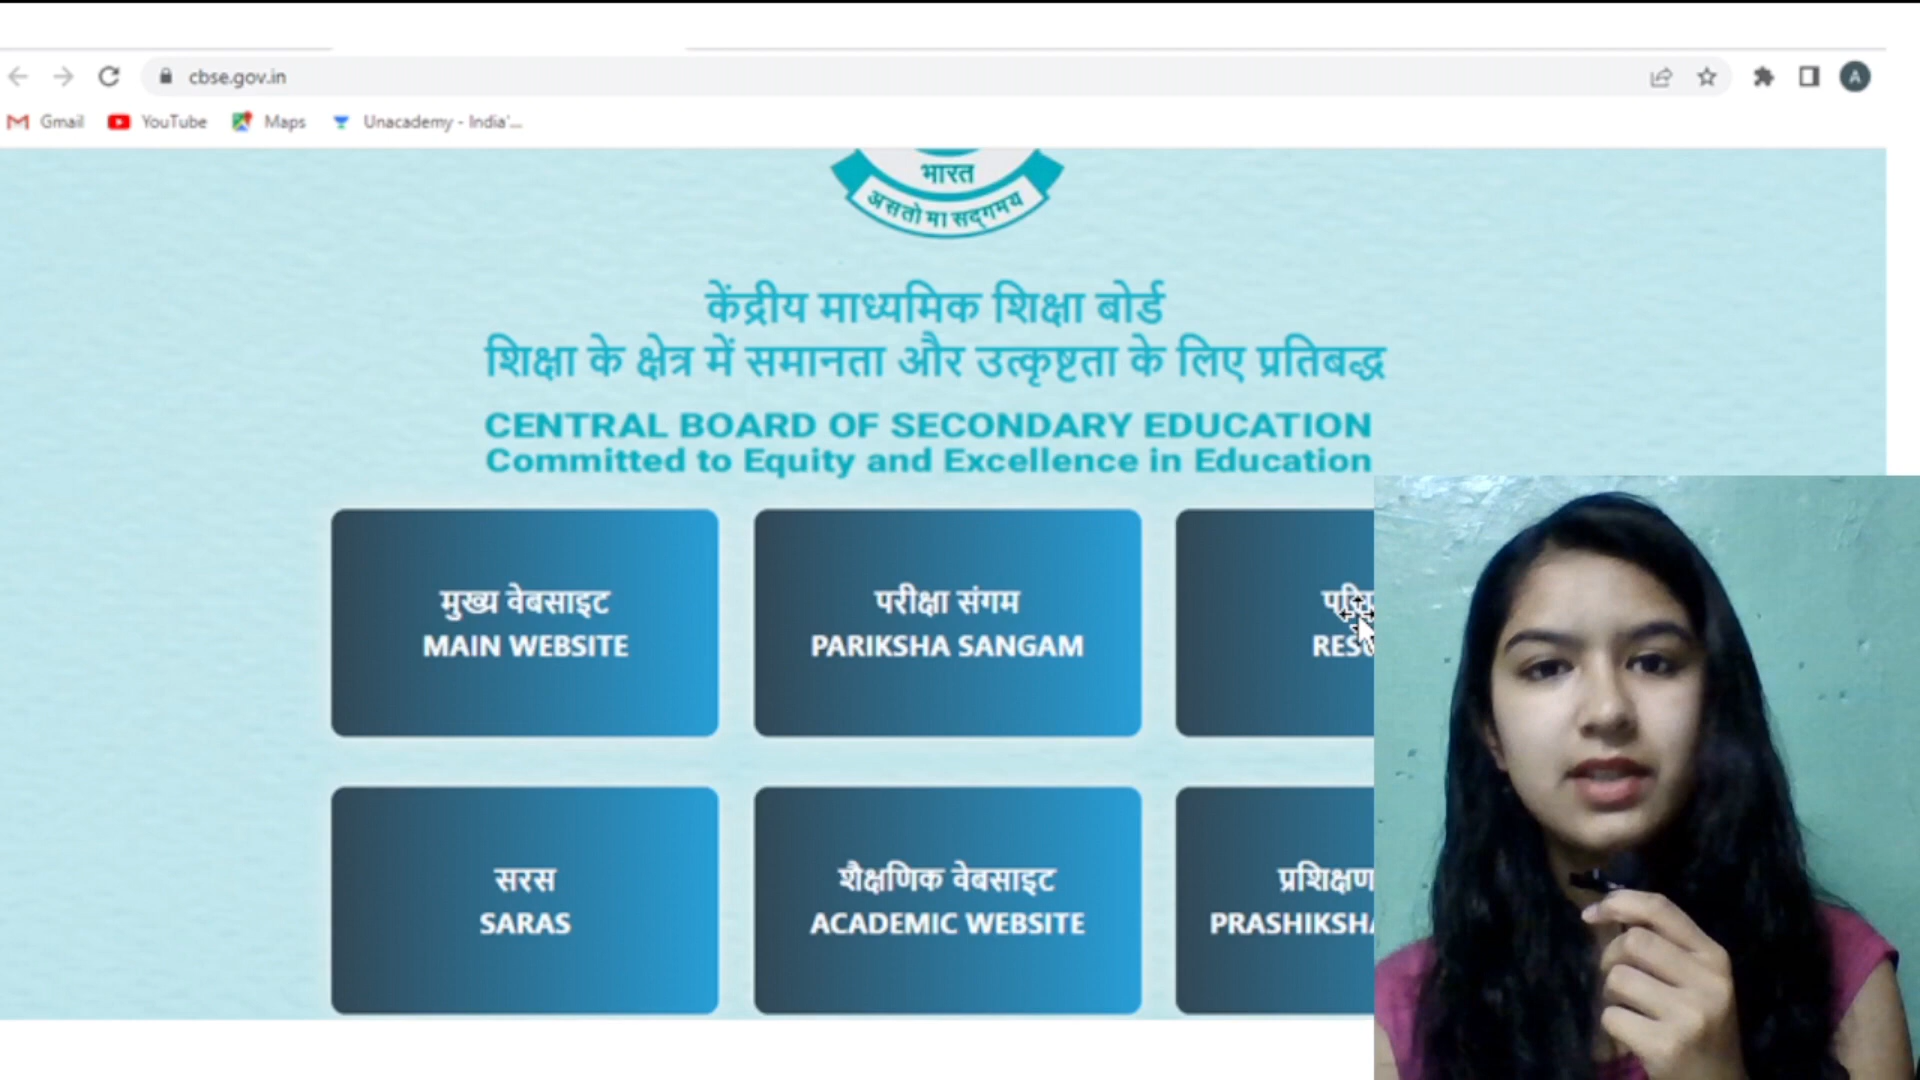 cbse.gov.in
A
Gmail
YouTube
Maps
Unacademy - India'...
भारत
असतो मा सद्गमय
केंद्रीय माध्यमिक शिक्षा बोर्ड
शिक्षा के क्षेत्र में समानता और उत्कृष्टता के लिए प्रतिबद्ध
CENTRAL BOARD OF SECONDARY EDUCATION
Committed to Equity and Excellence in Education
मुख्य वेबसाइट
MAIN WEBSITE
परीक्षा संगम
PARIKSHA SANGAM
सरस
SARAS
शैक्षणिक वेबसाइट
ACADEMIC WEBSITE
प्रशिक्षण